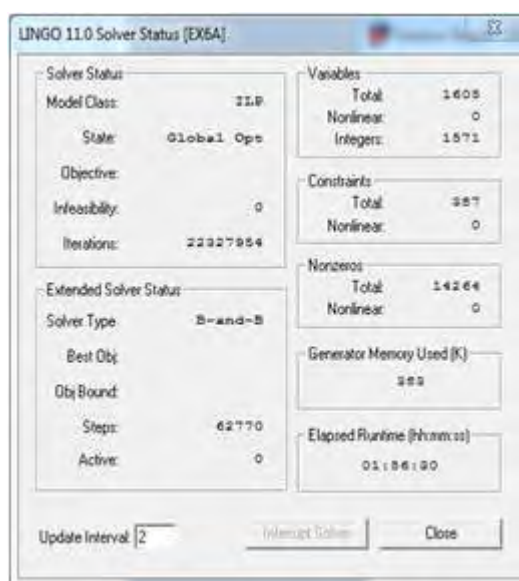 LINGO 11.0 Solver Status [EX6A]
Solver Status
Model Class: ILP
State: Global Opt
Objective:
Infeasibility: 0
Iterations: 22327954
Extended Solver Status
Solver Type B-and-B
Best Obj:
Obj Bound:
Steps: 62770
Active: 0
Update Interval: 2
Variables
Total: 1605
Nonlinear: 0
Integers: 1571
Constraints
Total:
Nonlinear: 0
Nonzeros
Total: 14264
Nonlinear: 0
Generator Memory Used (K)
Elapsed Runtime (hh:mm:ss)
Interrupt Solver
Close